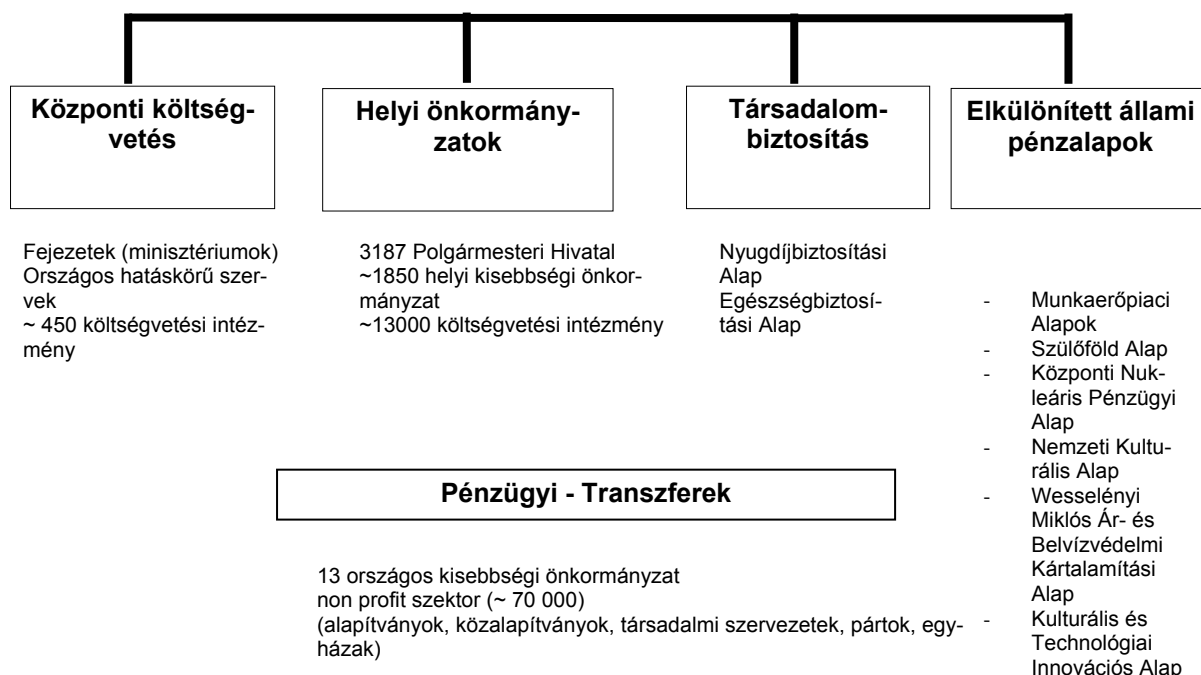 Központi költség-
vetés
Helyi önkormány-
zatok
Társadalom-
biztosítás
Elkülönített állami
pénzalapok
Fejezetek (minisztériumok)
Országos hatáskörű szer-
vek
~ 450 költségvetési intéz-
mény
3187 Polgármesteri Hivatal
~1850 helyi kisebbségi önkor-
mányzat
~13000 költségvetési intézmény
Nyugdíjbiztosítási
Alap
Egészségbiztosí-
tási Alap
- Munkaerőpiaci
Alapok
- Szülőföld Alap
- Központi Nuk-
leáris Pénzügyi
Alap
- Nemzeti Kultu-
rális Alap
- Wesselényi
Miklós Ár- és
Belvízvédelmi
Kártalamítási
Alap
- Kulturális és
Technológiai
Innovációs Alap
Pénzügyi - Transzferek
13 országos kisebbségi önkormányzat
non profit szektor (~ 70 000)
(alapítványok, közalapítványok, társadalmi szervezetek, pártok, egy-
házak)